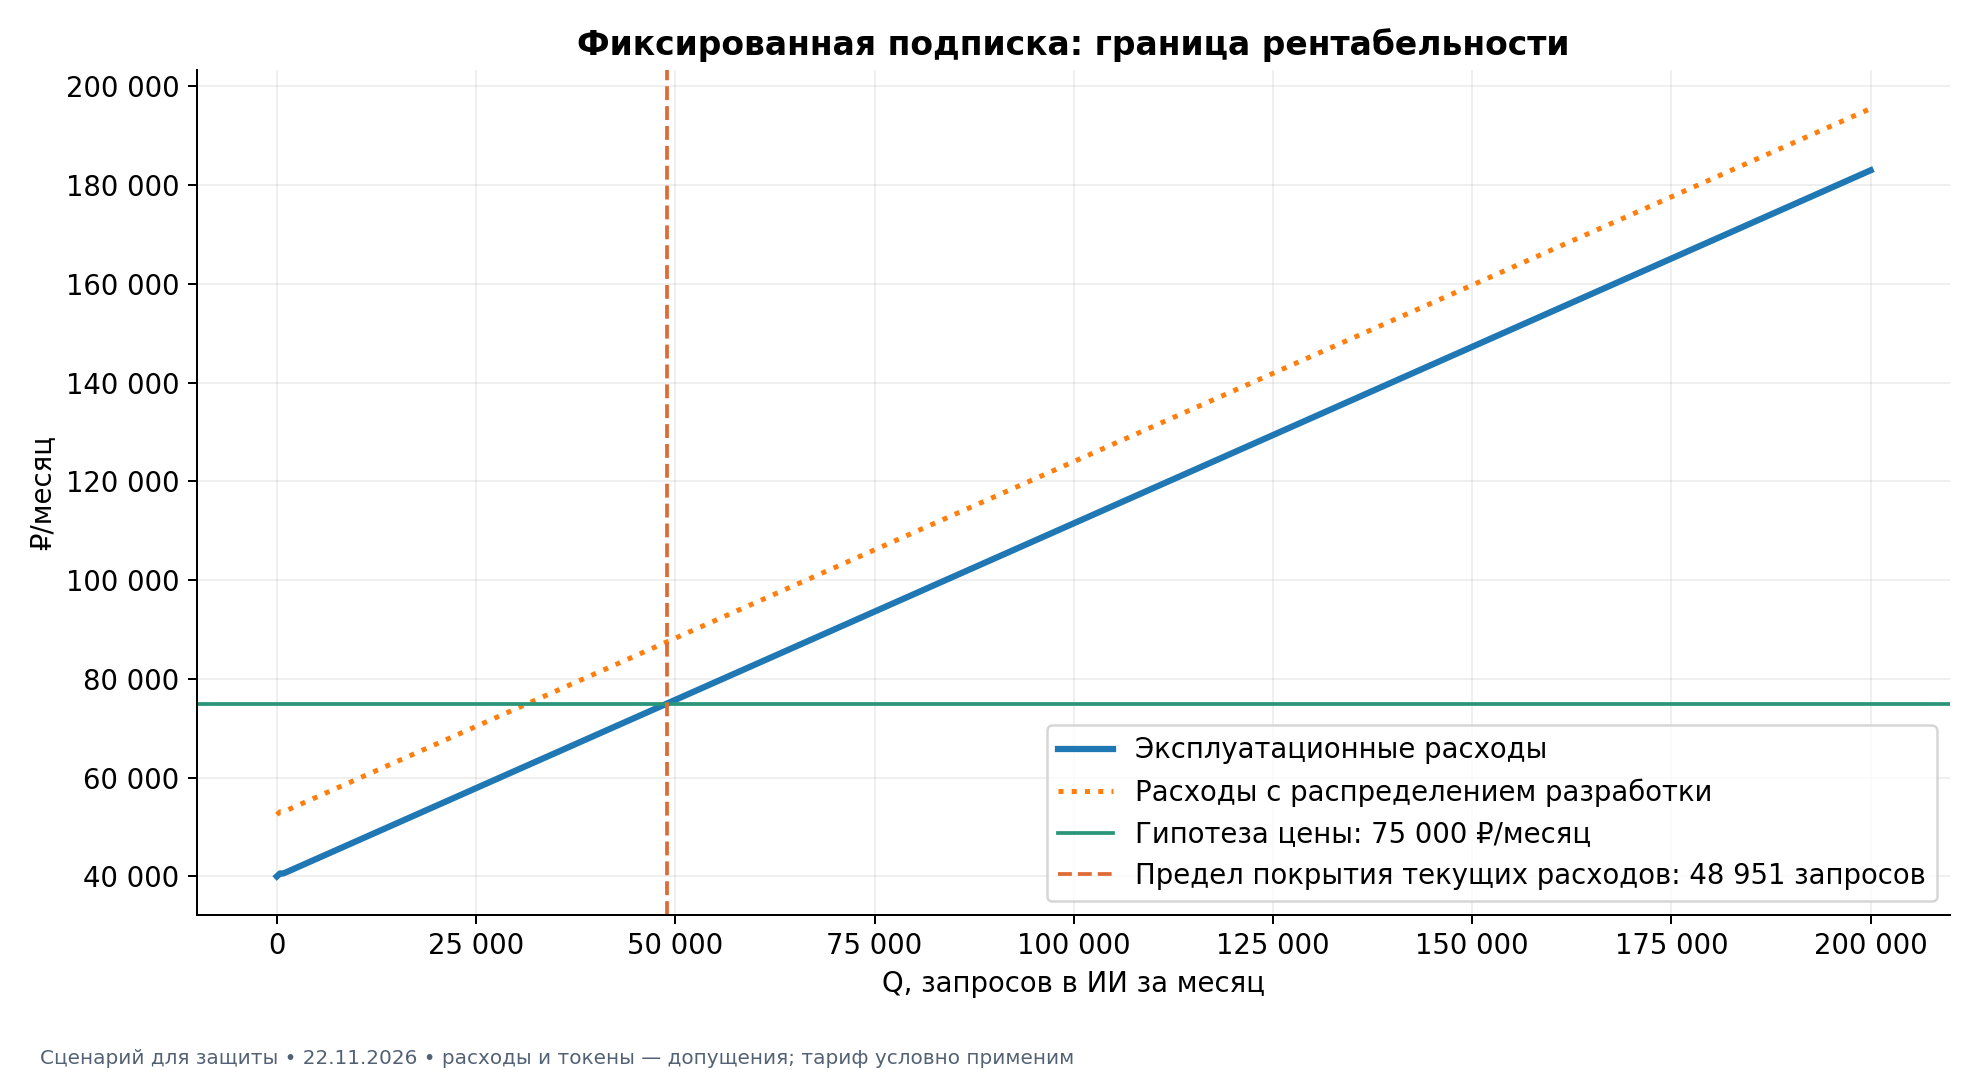 Фиксированная подписка: граница рентабельности
200 000
180 000
160 000
140 000
120 000
100 000
80 000
60 000
40 000
₽/месяц
Эксплуатационные расходы
Расходы с распределением разработки
Гипотеза цены: 75 000 ₽/месяц
Предел покрытия текущих расходов: 48 951 запросов
0 25 000 50 000 75 000 100 000 125 000 150 000 175 000 200 000
Q, запросов в ИИ за месяц
Сценарий для защиты • 22.11.2026 • расходы и токены — допущения; тариф условно применим